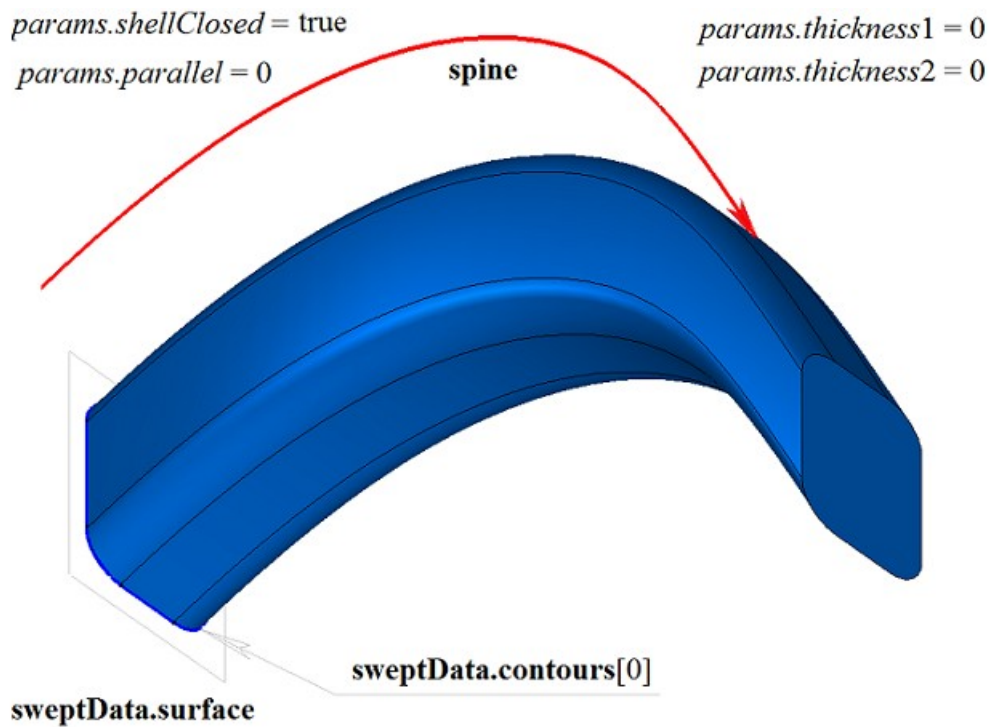 params.shellClosed = true
params.thickness1 = 0
params.parallel = 0
params.thickness2 = 0
spine
sweptData.contours[0]
sweptData.surface